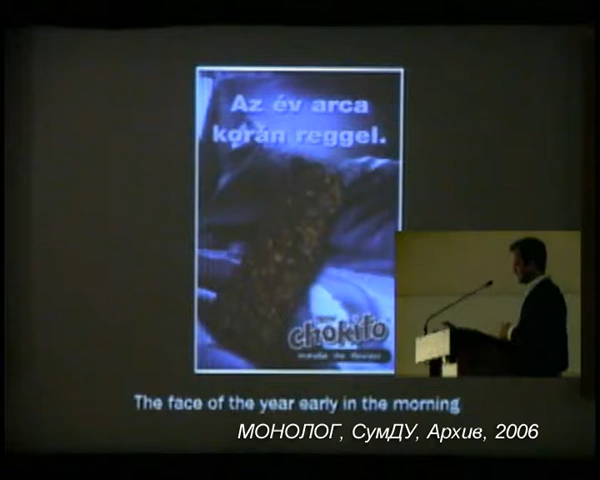 Az év arca
korán reggel.
chokito
The face of the year early in the morning
МОНОЛОГ, СумДУ, Архив, 2006